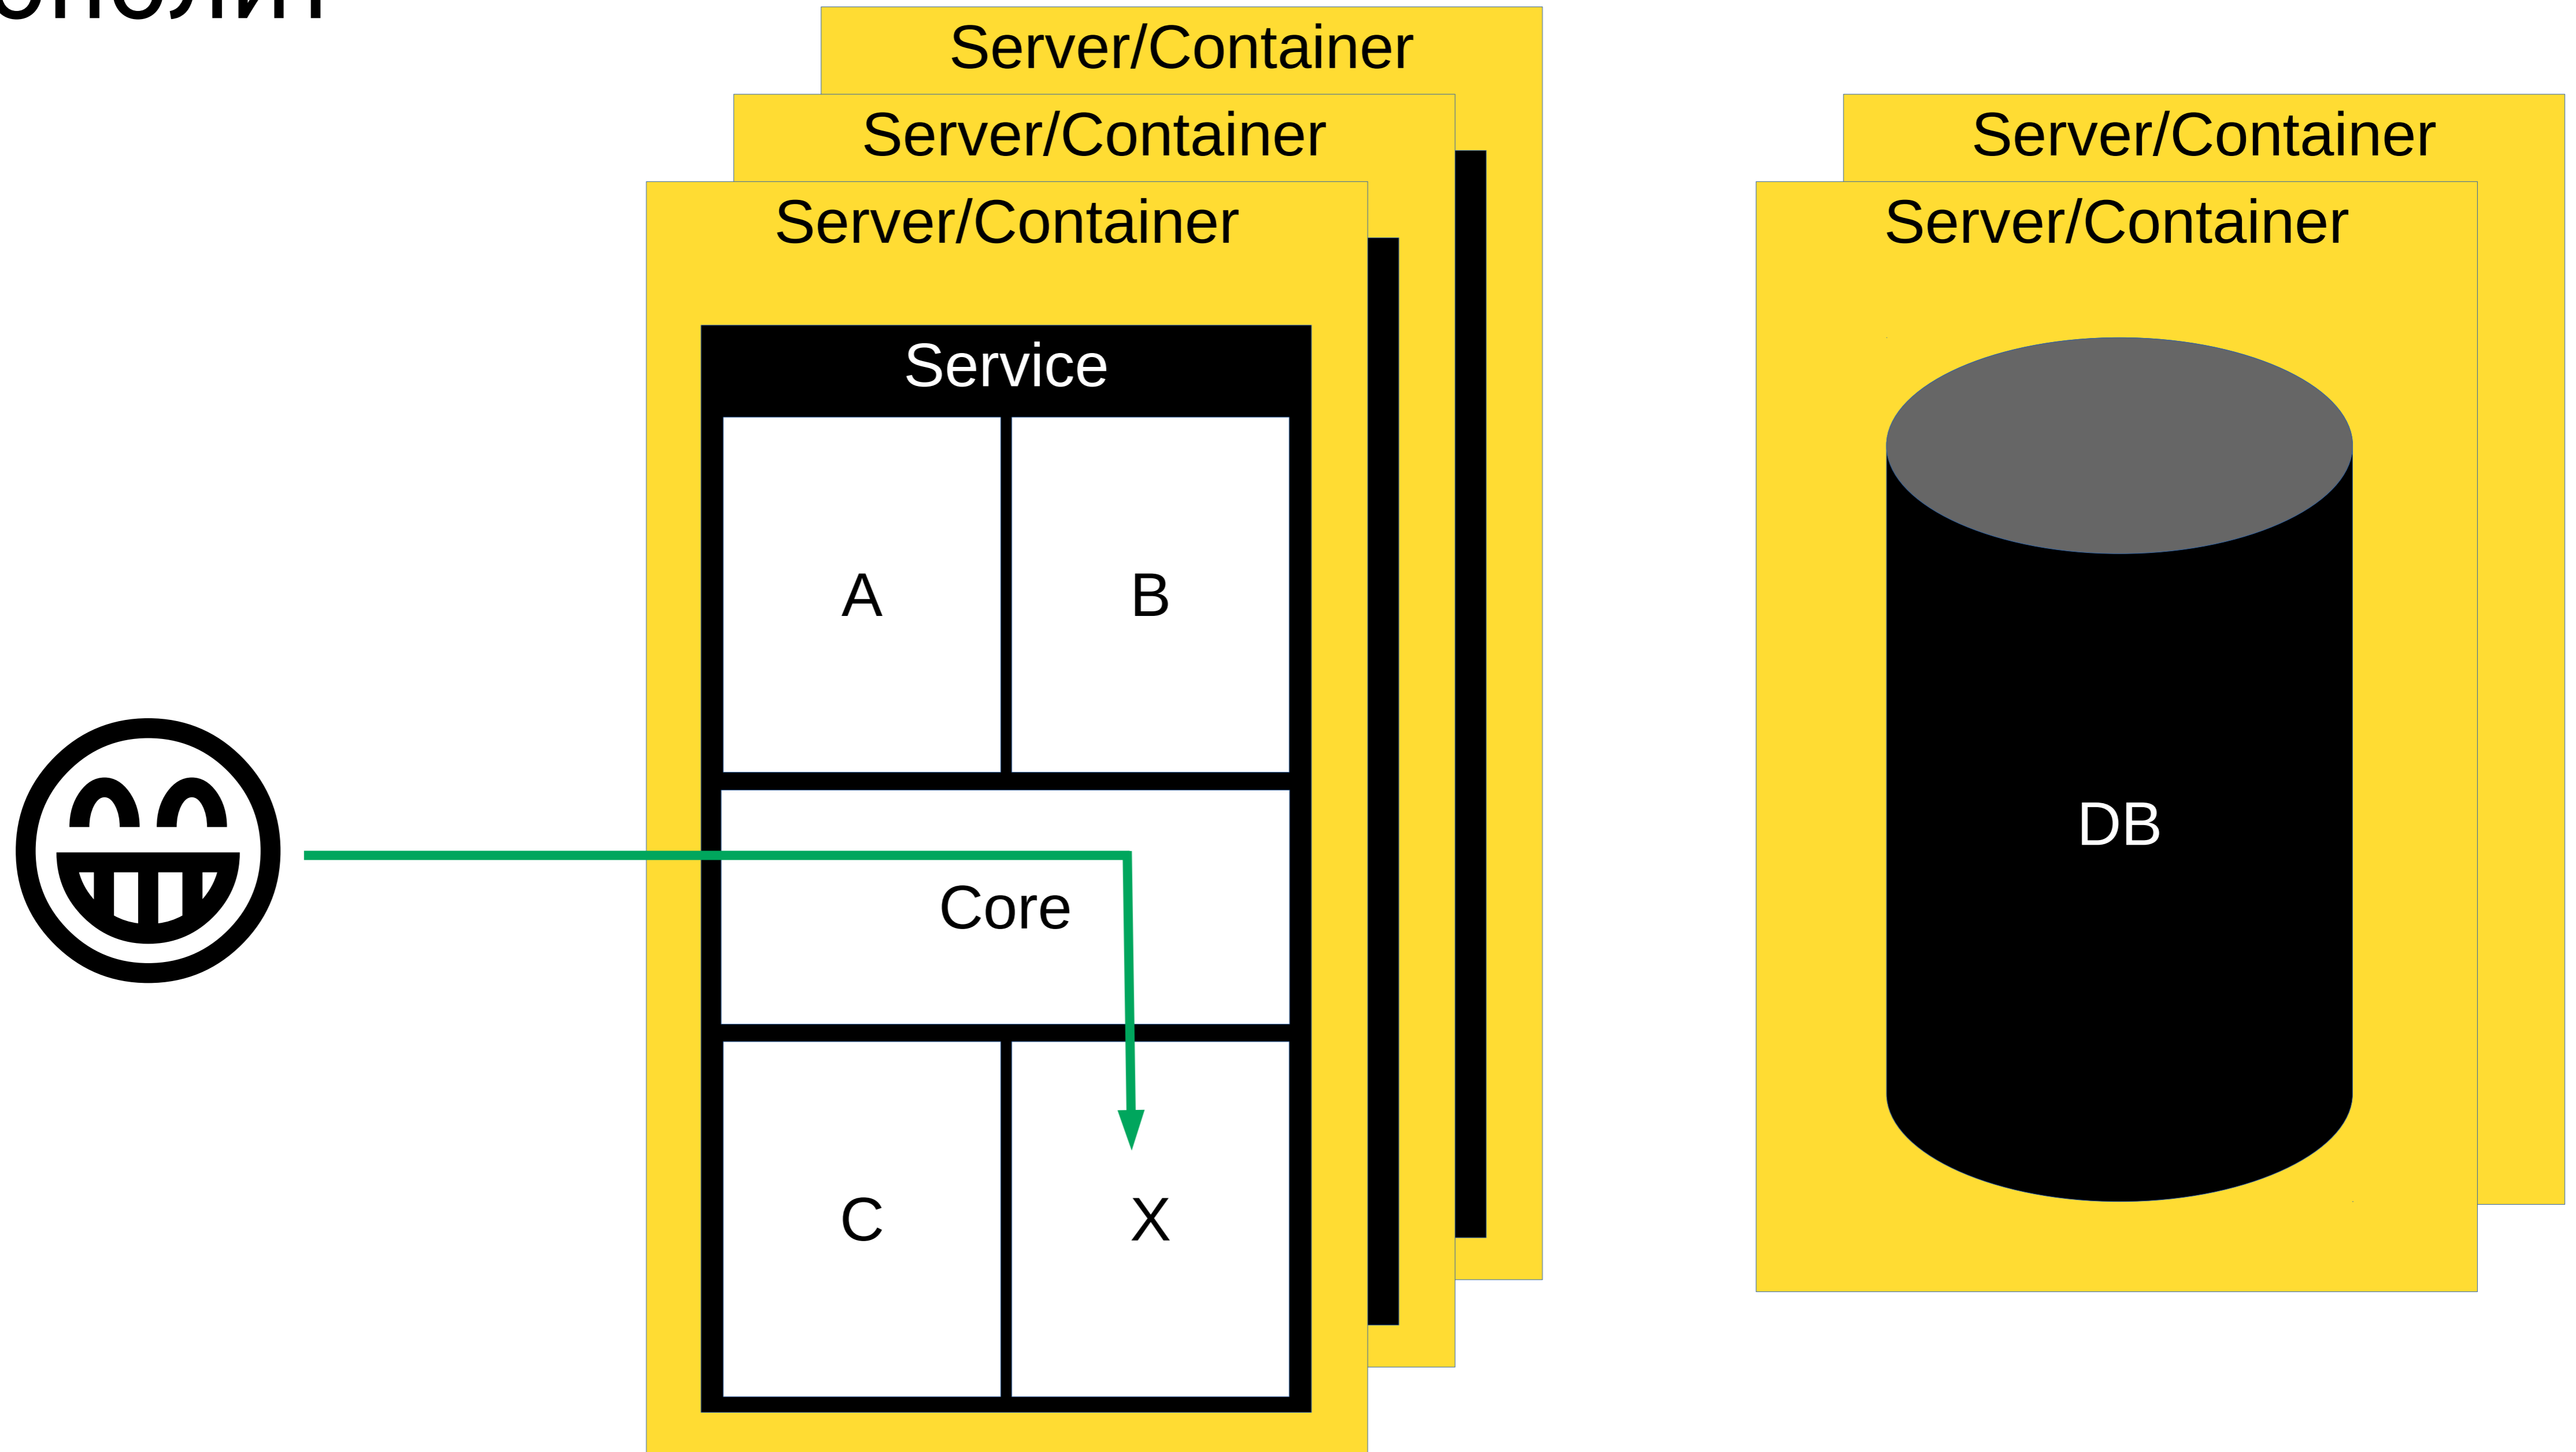 Server/Container
Server/Container
Server/Container
Service
A
B
Core
C
X
Server/Container
Server/Container
DB